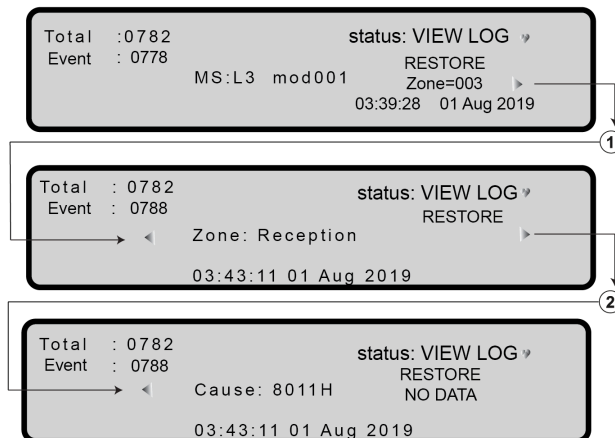 Total :0782 status: VIEW LOG
Event : 0778 RESTORE
MS:L3 mod001 Zone=003
03:39:28 01 Aug 2019
1
Total : 0782 status: VIEW LOG
Event : 0788 RESTORE
Zone: Reception
03:43:11 01 Aug 2019
2
Total : 0782 status: VIEW LOG
Event : 0788 RESTORE
Cause: 8011H NO DATA
03:43:11 01 Aug 2019